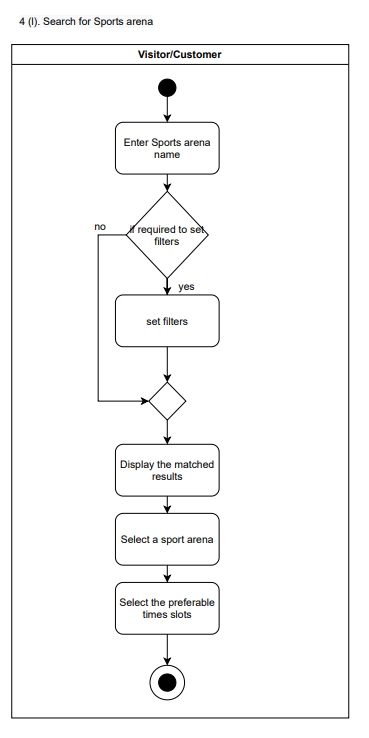 4 (I). Search for Sports arena
Visitor/Customer
Enter Sports arena
name
if required to set
filters
no
yes
set filters
Display the matched
results
Select a sport arena
Select the preferable
times slots